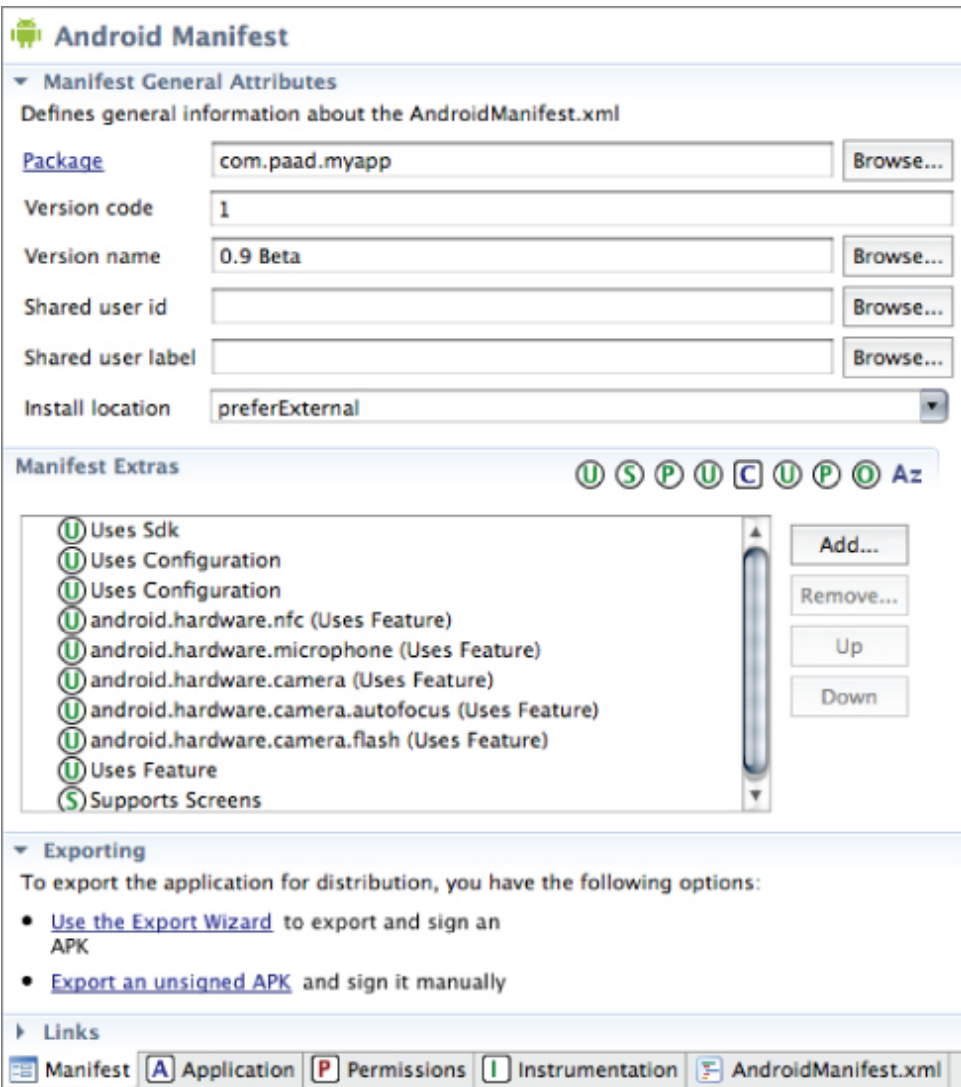 Android Manifest
Manifest General Attributes
Defines general information about the AndroidManifest.xml
Package com.paad.myapp Browse...
Version code 1
Version name 0.9 Beta Browse...
Shared user id Browse...
Shared user label Browse...
Install location preferExternal
Manifest Extras U S P U C U P O Az
U Uses Sdk
U Uses Configuration
U Uses Configuration
U android.hardware.nfc (Uses Feature)
U android.hardware.microphone (Uses Feature)
U android.hardware.camera (Uses Feature)
U android.hardware.camera.autofocus (Uses Feature)
U android.hardware.camera.flash (Uses Feature)
U Uses Feature
S Supports Screens
Add...
Remove...
Up
Down
Exporting
To export the application for distribution, you have the following options:
• Use the Export Wizard to export and sign an
APK
• Export an unsigned APK and sign it manually
Links
Manifest A Application P Permissions I Instrumentation F AndroidManifest.xml